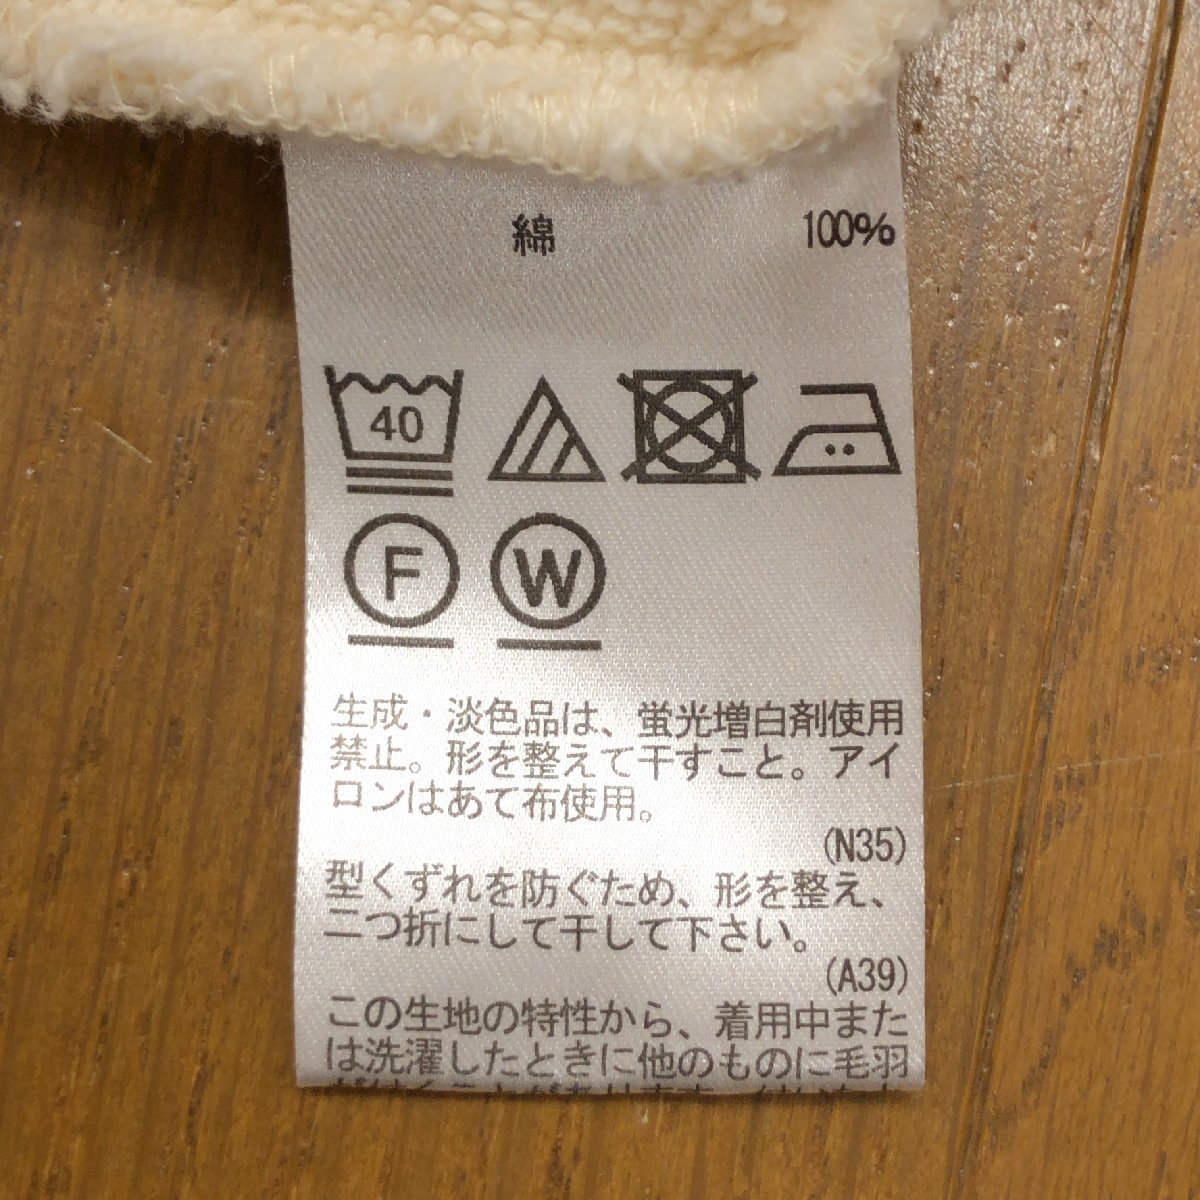 綿 100%
40
F W
生成・淡色品は、蛍光増白剤使用
禁止。形を整えて干すこと。アイ
ロンはあて布使用。
(N35)
型くずれを防ぐため、形を整え、
二つ折にして干して下さい。
(A39)
この生地の特性から、着用中また
は洗濯したときに他のものに毛羽